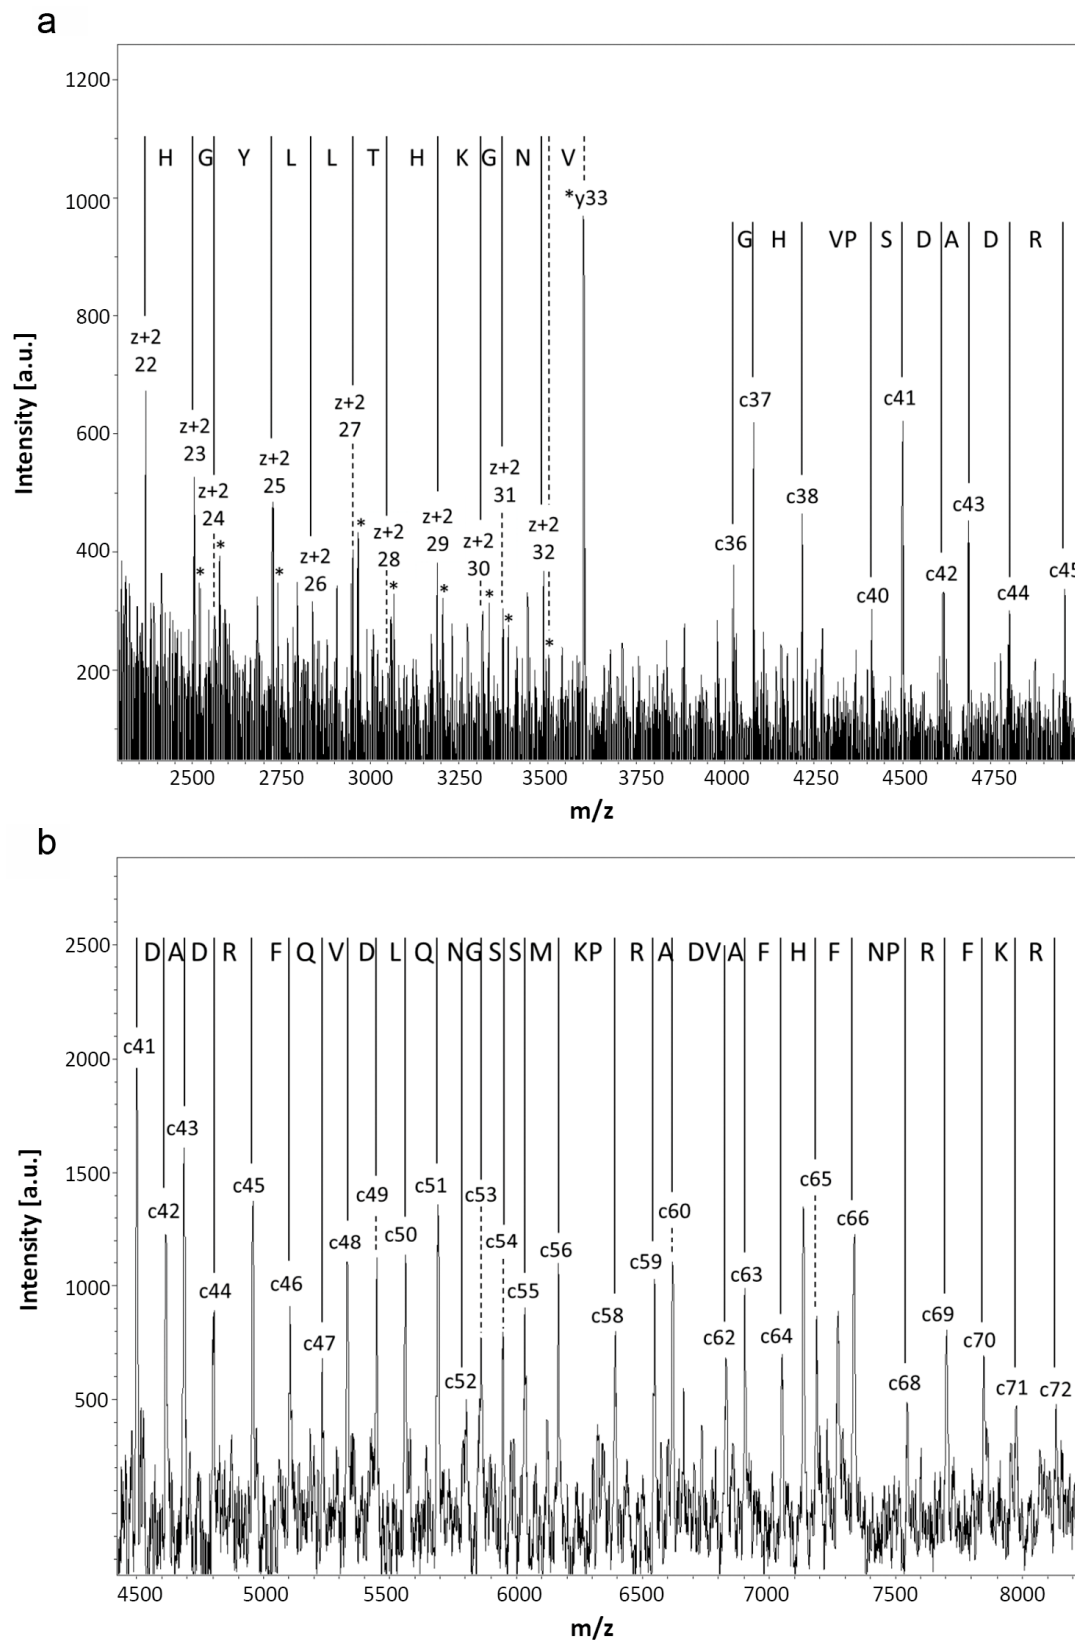 a
1200
1000
800
600
400
200
Intensity [a.u.]
H G Y L L T H K G N V
*y33
G H VP S D A D R
z+2
22
z+2
23
z+2
24
z+2
25
z+2
26
z+2
27
z+2
28
z+2
29
z+2
30
z+2
31
z+2
32
* * * * * * * * *
c36
c37
c38
c40
c41
c42
c43
c44
c45
2500 2750 3000 3250 3500 3750 4000 4250 4500 4750
m/z
b
2500
2000
1500
1000
500
Intensity [a.u.]
D A D R F Q V D L Q N G S S M KP R A DV A F H F NP R F K R
c41
c42
c43
c44
c45
c46
c47
c48
c49
c50
c51
c52
c53
c54
c55
c56
c58
c59
c60
c62
c63
c64
c65
c66
c68
c69
c70
c71
c72
4500 5000 5500 6000 6500 7000 7500 8000
m/z